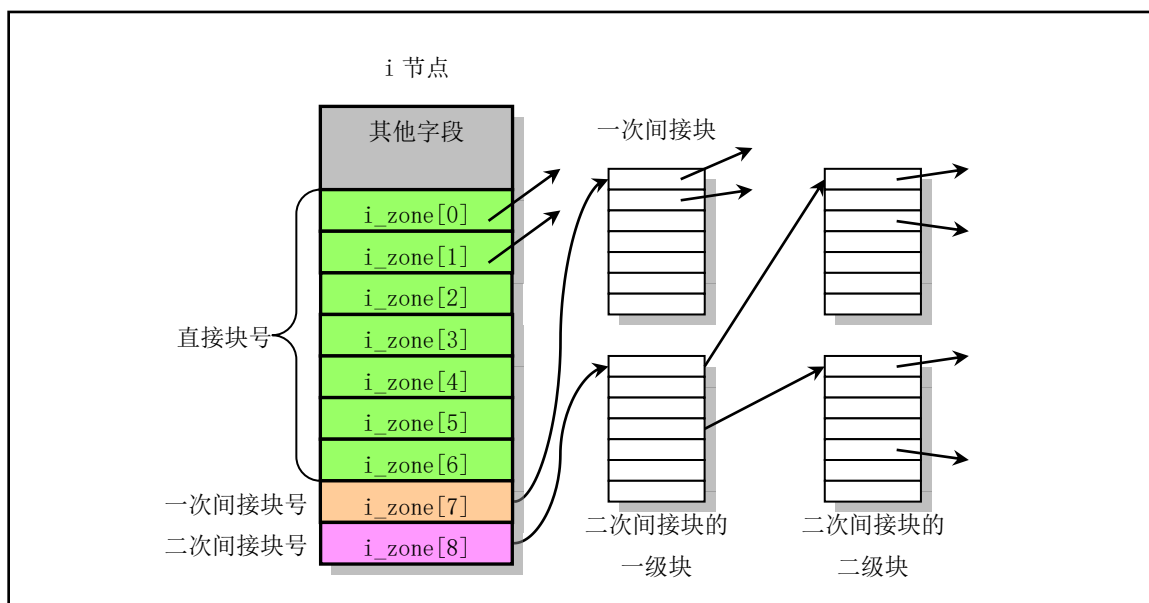 i 节点
其他字段
一次间接块
i_zone[0]
i_zone[1]
i_zone[2]
i_zone[3]
直接块号
i_zone[4]
i_zone[5]
i_zone[6]
一次间接块号
i_zone[7]
二次间接块号
i_zone[8]
二次间接块的
一级块
二次间接块的
二级块